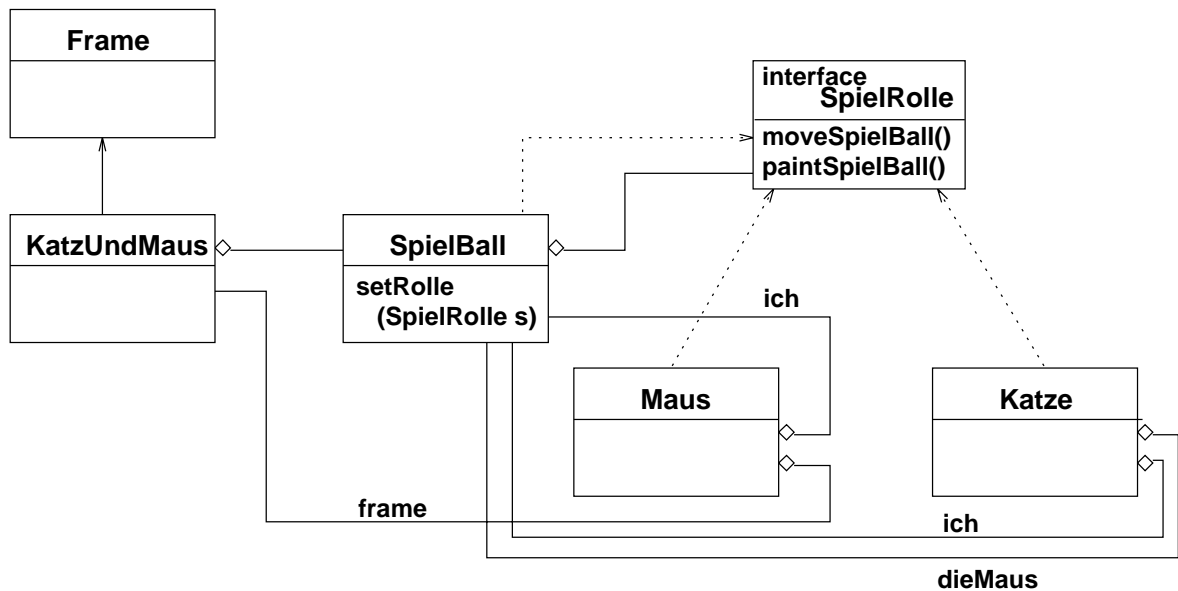 Frame
interface
SpielRolle
moveSpielBall()
paintSpielBall()
KatzUndMaus
SpielBall
setRolle
(SpielRolle s)
ich
Maus
Katze
frame
ich
dieMaus